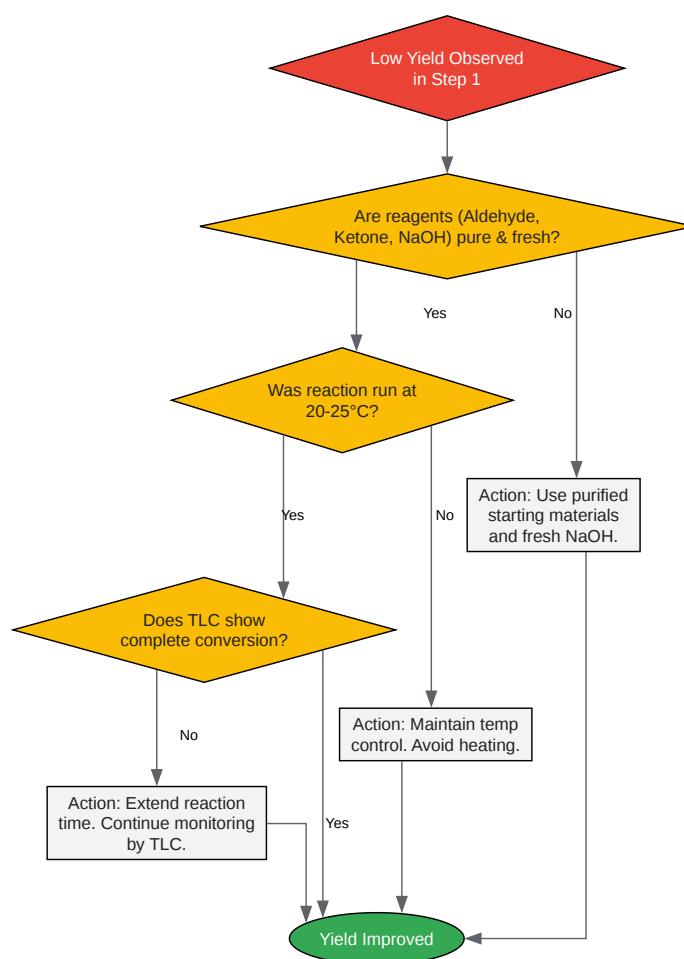 Low Yield Observed
in Step 1
Are reagents (Aldehyde,
Ketone, NaOH) pure & fresh?
Yes
No
Was reaction run at
20-25°C?
Action: Use purified
starting materials
and fresh NaOH.
Yes
No
Does TLC show
complete conversion?
Action: Maintain temp
control. Avoid heating.
No
Action: Extend reaction
time. Continue monitoring
by TLC.
Yes
Yield Improved